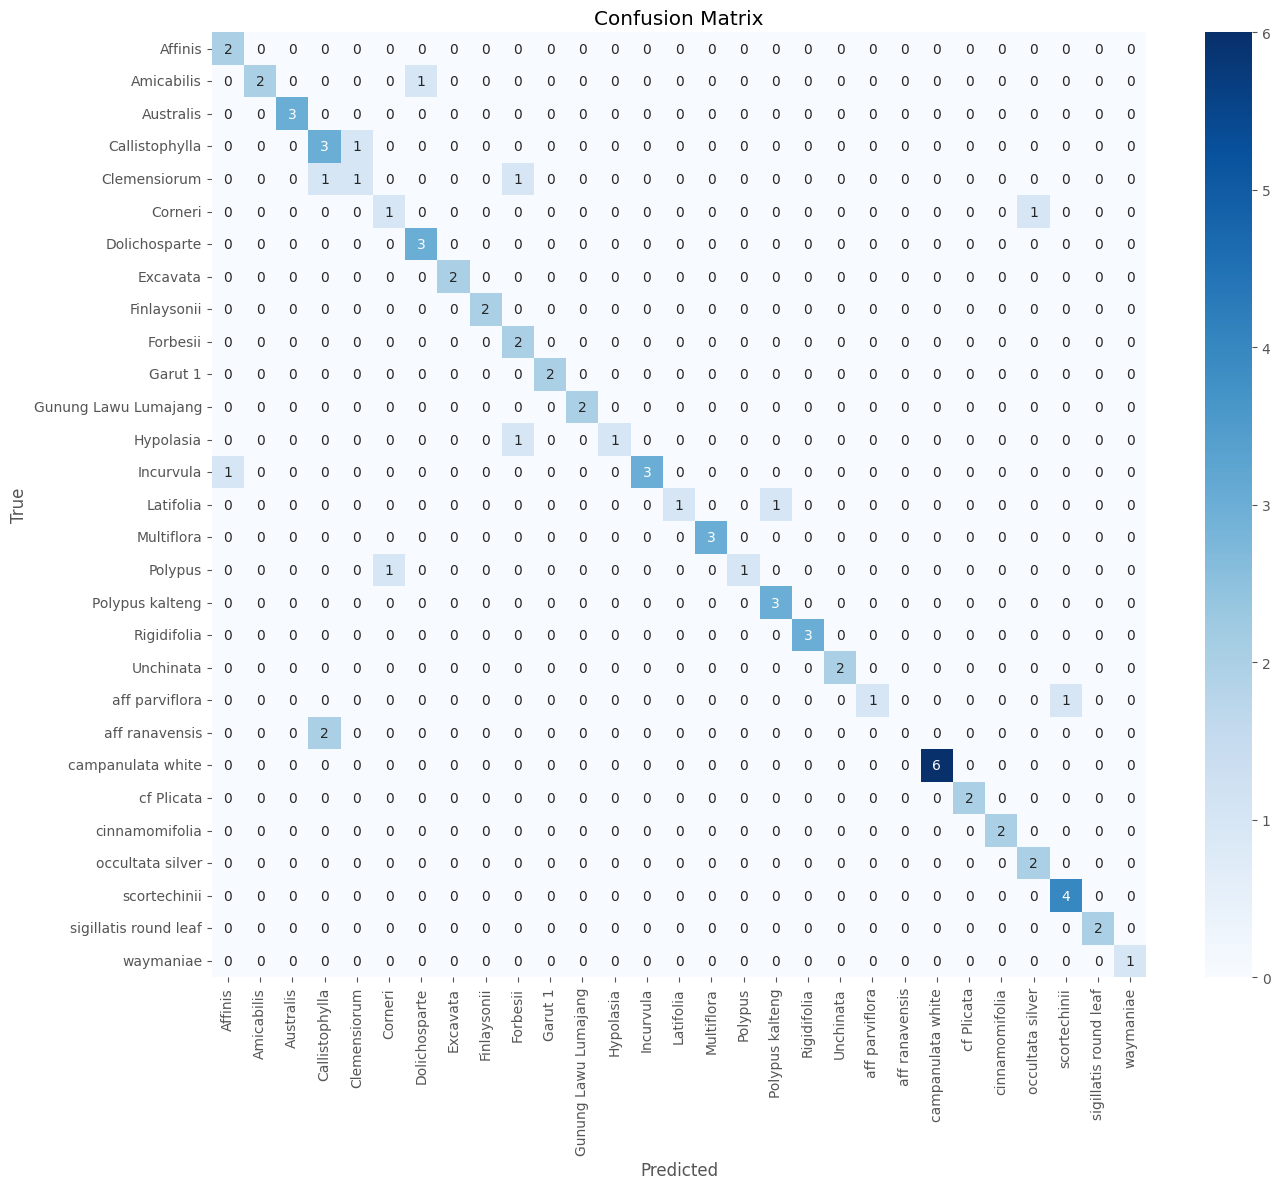 Confusion Matrix
Affinis 2 0 0 0 0 0 0 0 0 0 0 0 0 0 0 0 0 0 0 0 0 0 0 0 0 0 0 0 0
Amicabilis 0 2 0 0 0 0 1 0 0 0 0 0 0 0 0 0 0 0 0 0 0 0 0 0 0 0 0 0 0
Australis 0 0 3 0 0 0 0 0 0 0 0 0 0 0 0 0 0 0 0 0 0 0 0 0 0 0 0 0 0
Callistophylla 0 0 0 3 1 0 0 0 0 0 0 0 0 0 0 0 0 0 0 0 0 0 0 0 0 0 0 0 0
Clemensiorum 0 0 0 1 1 0 0 0 0 1 0 0 0 0 0 0 0 0 0 0 0 0 0 0 0 0 0 0 0
Corneri 0 0 0 0 0 1 0 0 0 0 0 0 0 0 0 0 0 0 0 0 0 0 0 0 0 1 0 0 0
Dolichosparte 0 0 0 0 0 0 3 0 0 0 0 0 0 0 0 0 0 0 0 0 0 0 0 0 0 0 0 0 0
Excavata 0 0 0 0 0 0 0 2 0 0 0 0 0 0 0 0 0 0 0 0 0 0 0 0 0 0 0 0 0
Finlaysonii 0 0 0 0 0 0 0 0 2 0 0 0 0 0 0 0 0 0 0 0 0 0 0 0 0 0 0 0 0
Forbesii 0 0 0 0 0 0 0 0 0 2 0 0 0 0 0 0 0 0 0 0 0 0 0 0 0 0 0 0 0
Garut 1 0 0 0 0 0 0 0 0 0 0 2 0 0 0 0 0 0 0 0 0 0 0 0 0 0 0 0 0 0
Gunung Lawu Lumajang 0 0 0 0 0 0 0 0 0 0 0 2 0 0 0 0 0 0 0 0 0 0 0 0 0 0 0 0 0
Hypolasia 0 0 0 0 0 0 0 0 0 1 0 0 1 0 0 0 0 0 0 0 0 0 0 0 0 0 0 0 0
Incurvula 1 0 0 0 0 0 0 0 0 0 0 0 0 3 0 0 0 0 0 0 0 0 0 0 0 0 0 0 0
Latifolia 0 0 0 0 0 0 0 0 0 0 0 0 0 0 1 0 0 1 0 0 0 0 0 0 0 0 0 0 0
Multiflora 0 0 0 0 0 0 0 0 0 0 0 0 0 0 0 3 0 0 0 0 0 0 0 0 0 0 0 0 0
Polypus 0 0 0 0 0 1 0 0 0 0 0 0 0 0 0 0 1 0 0 0 0 0 0 0 0 0 0 0 0
Polypus kalteng 0 0 0 0 0 0 0 0 0 0 0 0 0 0 0 0 0 3 0 0 0 0 0 0 0 0 0 0 0
Rigidifolia 0 0 0 0 0 0 0 0 0 0 0 0 0 0 0 0 0 0 3 0 0 0 0 0 0 0 0 0 0
Unchinata 0 0 0 0 0 0 0 0 0 0 0 0 0 0 0 0 0 0 0 2 0 0 0 0 0 0 0 0 0
aff parviflora 0 0 0 0 0 0 0 0 0 0 0 0 0 0 0 0 0 0 0 0 1 0 0 0 0 0 1 0 0
aff ranavensis 0 0 0 2 0 0 0 0 0 0 0 0 0 0 0 0 0 0 0 0 0 0 0 0 0 0 0 0 0
campanulata white 0 0 0 0 0 0 0 0 0 0 0 0 0 0 0 0 0 0 0 0 0 0 6 0 0 0 0 0 0
cf Plicata 0 0 0 0 0 0 0 0 0 0 0 0 0 0 0 0 0 0 0 0 0 0 0 2 0 0 0 0 0
cinnamomifolia 0 0 0 0 0 0 0 0 0 0 0 0 0 0 0 0 0 0 0 0 0 0 0 0 2 0 0 0 0
occultata silver 0 0 0 0 0 0 0 0 0 0 0 0 0 0 0 0 0 0 0 0 0 0 0 0 0 2 0 0 0
scortechinii 0 0 0 0 0 0 0 0 0 0 0 0 0 0 0 0 0 0 0 0 0 0 0 0 0 0 4 0 0
sigillatis round leaf 0 0 0 0 0 0 0 0 0 0 0 0 0 0 0 0 0 0 0 0 0 0 0 0 0 0 0 2 0
waymaniae 0 0 0 0 0 0 0 0 0 0 0 0 0 0 0 0 0 0 0 0 0 0 0 0 0 0 0 0 1
True
Affinis
Amicabilis
Australis
Callistophylla
Clemensiorum
Corneri
Dolichosparte
Excavata
Finlaysonii
Forbesii
Garut 1
Gunung Lawu Lumajang
Hypolasia
Incurvula
Latifolia
Multiflora
Polypus
Polypus kalteng
Rigidifolia
Unchinata
aff parviflora
aff ranavensis
campanulata white
cf Plicata
cinnamomifolia
occultata silver
scortechinii
sigillatis round leaf
waymaniae
Predicted
6
5
4
3
2
1
0